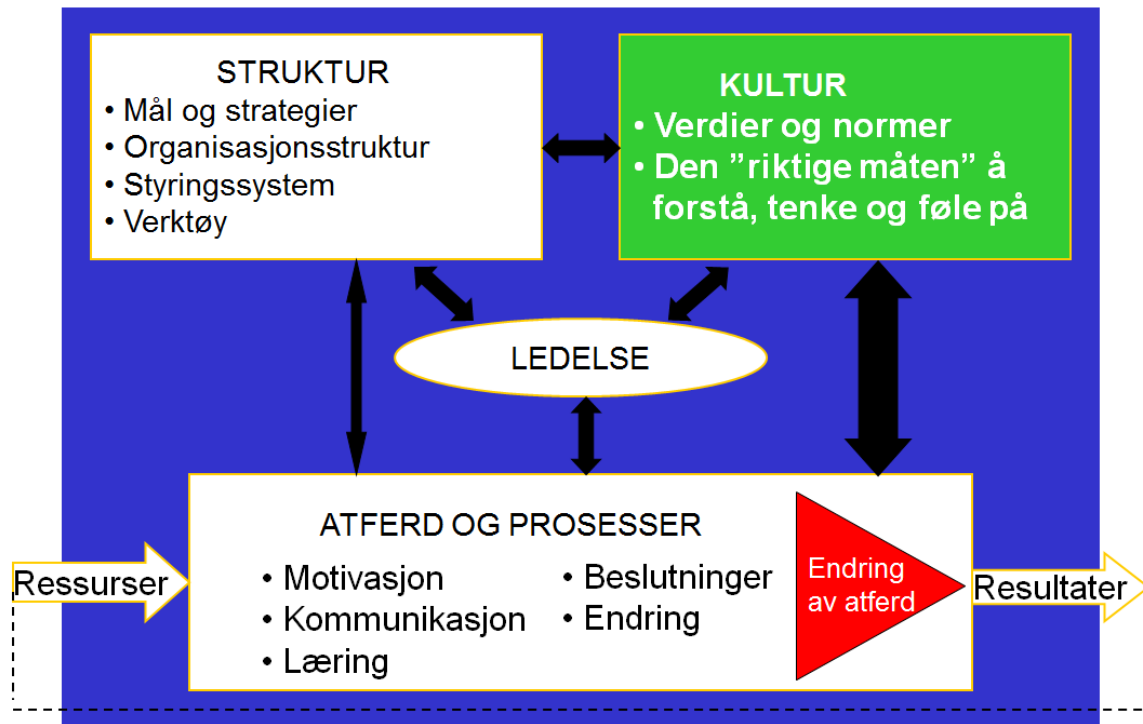 STRUKTUR
• Mål og strategier
• Organisasjonsstruktur
• Styringssystem
• Verktøy
KULTUR
• Verdier og normer
• Den ”riktige måten” å
forstå, tenke og føle på
LEDELSE
ATFERD OG PROSESSER
• Motivasjon
• Kommunikasjon
• Læring
• Beslutninger
• Endring
Endring
av atferd
Ressurser
Resultater